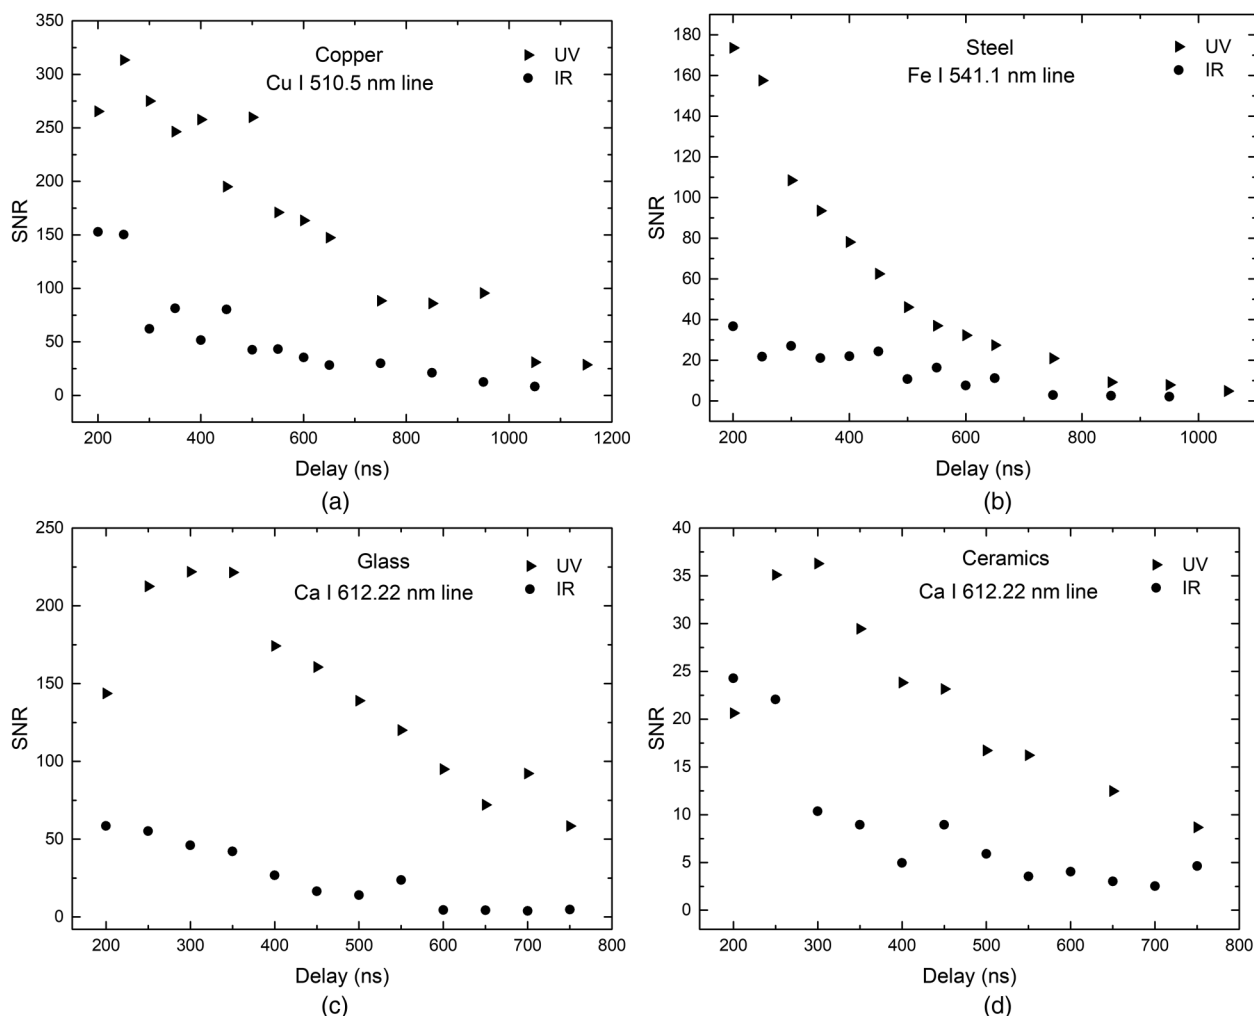 350
300
250
200
150
100
50
0
SNR
Copper
Cu I 510.5 nm line
UV
IR
200 400 600 800 1000 1200
Delay (ns)
(a)
180
160
140
120
100
80
60
40
20
0
SNR
Steel
Fe I 541.1 nm line
UV
IR
200 400 600 800 1000
Delay (ns)
(b)
250
200
150
100
50
0
SNR
Glass
Ca I 612.22 nm line
UV
IR
200 300 400 500 600 700 800
Delay (ns)
(c)
40
35
30
25
20
15
10
5
0
SNR
Ceramics
Ca I 612.22 nm line
UV
IR
200 300 400 500 600 700 800
Delay (ns)
(d)